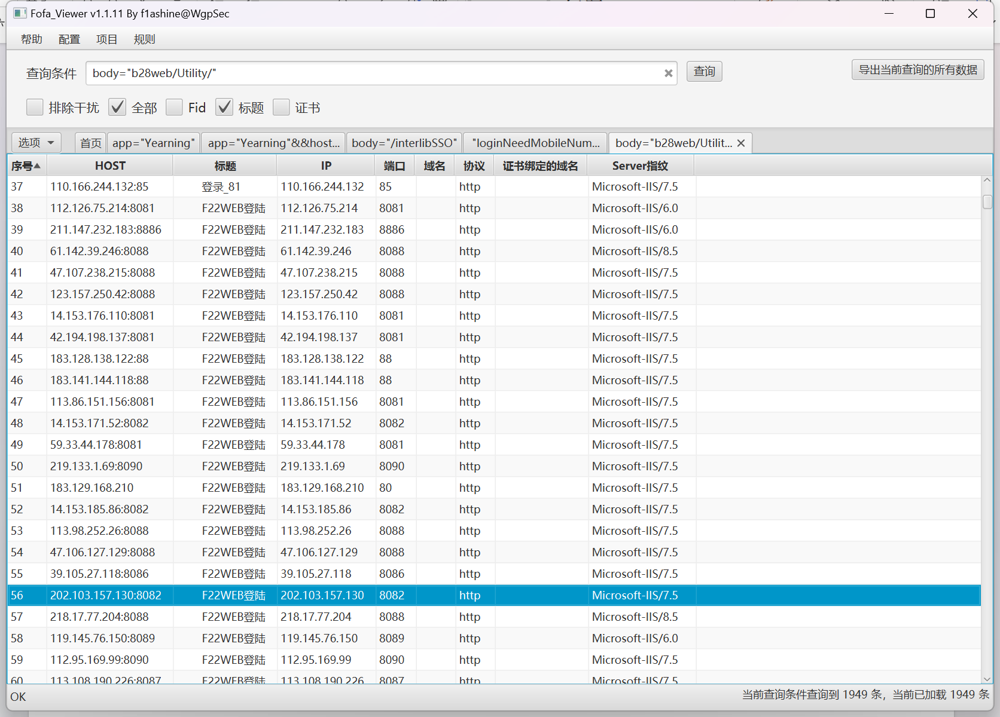 Fofa_Viewer v1.1.11 By f1ashine@WgpSec
帮助 配置 项目 规则
查询条件 body="b28web/Utility/" 查询 导出当前查询的所有数据
排除干扰 全部 Fid 标题 证书
选项 首页 app="Yearning" app="Yearning"&&host... body="/interlibSSO" "loginNeedMobileNum... body="b28web/Utilit...
序号 HOST 标题 IP 端口 域名 协议 证书绑定的域名 Server指纹
37 110.166.244.132:85 登录_81 110.166.244.132 85 http Microsoft-IIS/7.5
38 112.126.75.214:8081 F22WEB登陆 112.126.75.214 8081 http Microsoft-IIS/6.0
39 211.147.232.183:8886 F22WEB登陆 211.147.232.183 8886 http Microsoft-IIS/6.0
40 61.142.39.246:8088 F22WEB登陆 61.142.39.246 8088 http Microsoft-IIS/8.5
41 47.107.238.215:8088 F22WEB登陆 47.107.238.215 8088 http Microsoft-IIS/7.5
42 123.157.250.42:8088 F22WEB登陆 123.157.250.42 8088 http Microsoft-IIS/7.5
43 14.153.176.110:8081 F22WEB登陆 14.153.176.110 8081 http Microsoft-IIS/7.5
44 42.194.198.137:8081 F22WEB登陆 42.194.198.137 8081 http Microsoft-IIS/7.5
45 183.128.138.122:88 F22WEB登陆 183.128.138.122 88 http Microsoft-IIS/7.5
46 183.141.144.118:88 F22WEB登陆 183.141.144.118 88 http Microsoft-IIS/7.5
47 113.86.151.156:8081 F22WEB登陆 113.86.151.156 8081 http Microsoft-IIS/7.5
48 14.153.171.52:8082 F22WEB登陆 14.153.171.52 8082 http Microsoft-IIS/7.5
49 59.33.44.178:8081 F22WEB登陆 59.33.44.178 8081 http Microsoft-IIS/7.5
50 219.133.1.69:8090 F22WEB登陆 219.133.1.69 8090 http Microsoft-IIS/7.5
51 183.129.168.210 F22WEB登陆 183.129.168.210 80 http Microsoft-IIS/7.5
52 14.153.185.86:8082 F22WEB登陆 14.153.185.86 8082 http Microsoft-IIS/7.5
53 113.98.252.26:8088 F22WEB登陆 113.98.252.26 8088 http Microsoft-IIS/7.5
54 47.106.127.129:8088 F22WEB登陆 47.106.127.129 8088 http Microsoft-IIS/7.5
55 39.105.27.118:8086 F22WEB登陆 39.105.27.118 8086 http Microsoft-IIS/7.5
56 202.103.157.130:8082 F22WEB登陆 202.103.157.130 8082 http Microsoft-IIS/7.5
57 218.17.77.204:8088 F22WEB登陆 218.17.77.204 8088 http Microsoft-IIS/8.5
58 119.145.76.150:8089 F22WEB登陆 119.145.76.150 8089 http Microsoft-IIS/6.0
59 112.95.169.99:8090 F22WEB登陆 112.95.169.99 8090 http Microsoft-IIS/7.5
60 113.108.190.226:8087 F22WEB登陆 113.108.190.226 8087 http Microsoft-IIS/7.5
OK 当前查询条件查询到 1949 条，当前已加载 1949 条